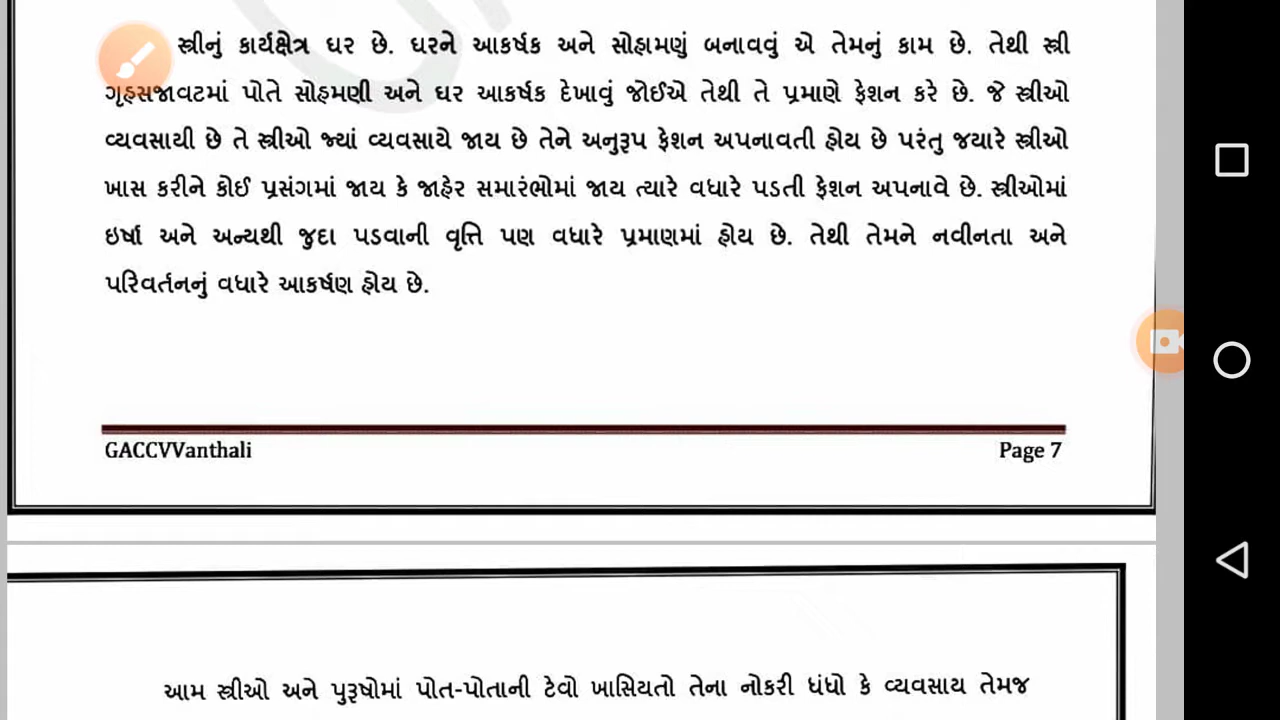 સ્ત્રીનું કાર્યક્ષેત્ર ઘર છે. ઘરને આકર્ષક અને સોહામણું બનાવવું એ તેમનું કામ છે. તેથી સ્ત્રી
ગૃહસજાવટમાં પોતે સોહમણી અને ઘર આકર્ષક દેખાવું જોઈએ તેથી તે પ્રમાણે ફેશન કરે છે. જે સ્ત્રીઓ
વ્યવસાયી છે તે સ્ત્રીઓ જ્યાં વ્યવસાયે જાય છે તેને અનુરૂપ ફેશન અપનાવતી હોય છે પરંતુ જયારે સ્ત્રીઓ
ખાસ કરીને કોઈ પ્રસંગમાં જાય કે જાહેર સમારંભોમાં જાય ત્યારે વધારે પડતી ફેશન અપનાવે છે. સ્ત્રીઓમાં
ઇર્ષા અને અન્યથી જુદા પડવાની વૃત્તિ પણ વધારે પ્રમાણમાં હોય છે. તેથી તેમને નવીનતા અને
પરિવર્તનનું વધારે આકર્ષણ હોય છે.
GACCVVanthali Page 7
આમ સ્ત્રીઓ અને પુરૂષોમાં પોત-પોતાની ટેવો ખાસિયતો તેના નોકરી ધંધો કે વ્યવસાય તેમજ